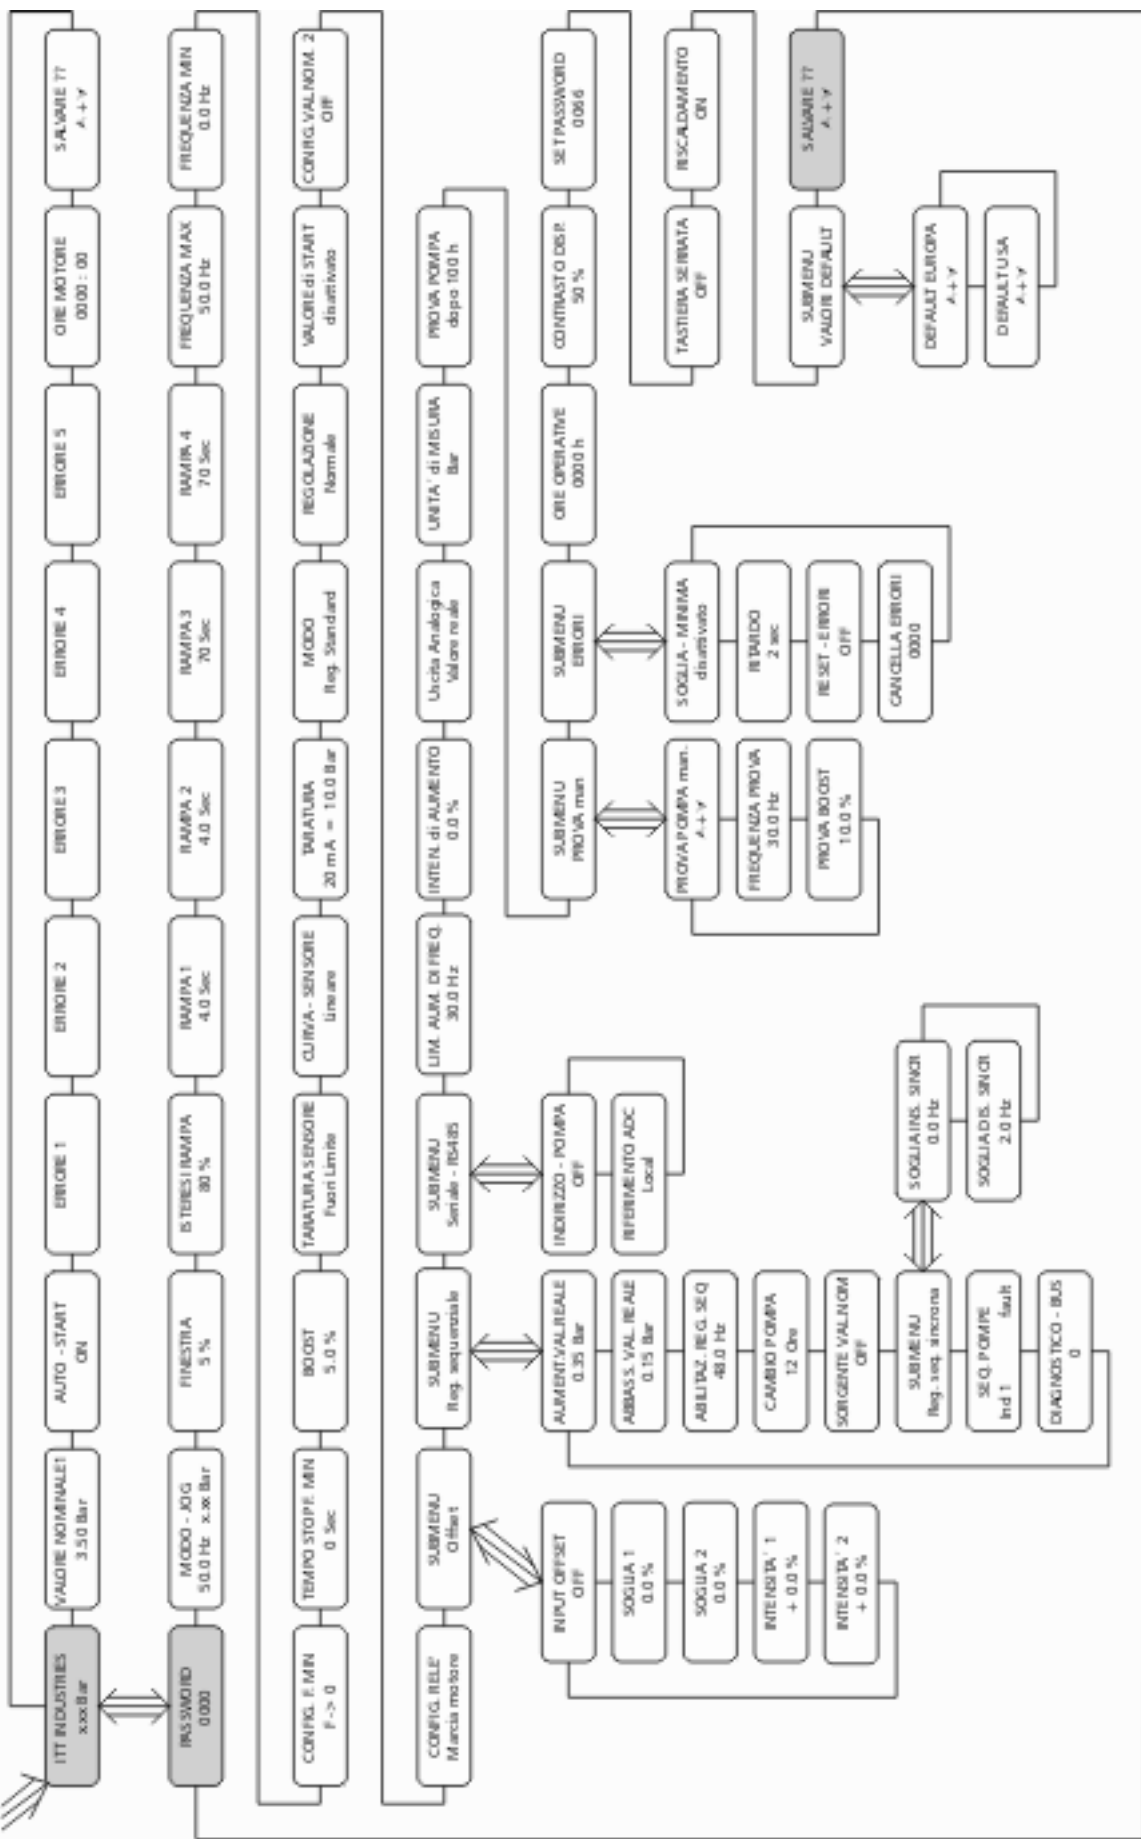 ITT INDUSTRIES
x.xx Bar
VALORE NOMINALE1
3.50 Bar
AUTO - START
ON
ERRORE 1
ERRORE 2
ERRORE3
ERRORE 4
ERRORE 5
ORE MOTORE
0000 : 00
SALVARE ??
PASSWORD
0000
MODO - JOG
50.0 Hz x.xx Bar
FINESTRA
5 %
ISTERESI RAMPA
80 %
RAMPA 1
4.0 Sec
RAMPA 2
4.0 Sec
RAMPA 3
70 Sec
RAMPA 4
70 Sec
FREQUENZA MAX
50.0 Hz
FREQUENZA MIN
0.0 Hz
CONFIG. F. MIN
F -> 0
TEMPO STOP F. MIN
0 Sec
BOOST
5.0 %
TARATURA SENSORE
Fuori Limite
CURVA - SENSORE
Lineare
TARATURA
20 mA = 10.0 Bar
MODO
Reg. Standard
REGOLAZIONE
Normale
VALORE di START
disattivato
CONFIG. VAL.NOM. 2
OFF
CONFIG. RELE'
Marcia motore
SUBMENU
Offset
SUBMENU
Reg. sequenziale
SUBMENU
Seriale - RS485
LIM. AUM. DI FREQ.
30.0 Hz
INTEN. di AUMENTO
0.0 %
Uscita Analogica
Valore reale
UNITA' di MISURA
Bar
PROVA POMPA
dopo 100 h
INPUT OFFSET
OFF
SOGLIA 1
0.0 %
SOGLIA 2
0.0 %
INTENSITA' 1
+ 0.0 %
INTENSITA' 2
+ 0.0 %
AUMENT.VAL.REALE
0.35 Bar
ABBASS. VAL. REALE
0.15 Bar
ABILITAZ. REG. SEQ
48.0 Hz
CAMBIO POMPA
12 Ore
SORGENTE VAL.NOM
OFF
SUBMENU
Reg. seq. sincrona
SEQ. POMPE
Ind 1 fault
DIAGNOSTICO - BUS
0
SOGLIA INS. SINCR
0.0 Hz
SOGLIA DIS. SINCR
2.0 Hz
INDIRIZZO - POMPA
OFF
RIFERIMENTO ADC
Local
SUBMENU
PROVA man
SUBMENU
ERRORI
ORE OPERATIVE
0000 h
CONTRASTO DISP.
50 %
SET PASSWORD
0066
PROVA POMPA man.
FREQUENZA PROVA
30.0 Hz
PROVA BOOST
10.0 %
SOGLIA - MINIMA
disattivato
RITARDO
2 sec
RESET - ERRORI
OFF
CANCELLA ERRORI
0000
TASTIERA SERRATA
OFF
RISCALDAMENTO
ON
SUBMENU
VALORI DEFAULT
SALVARE ??
DEFAULT EUROPA
DEFAULT USA